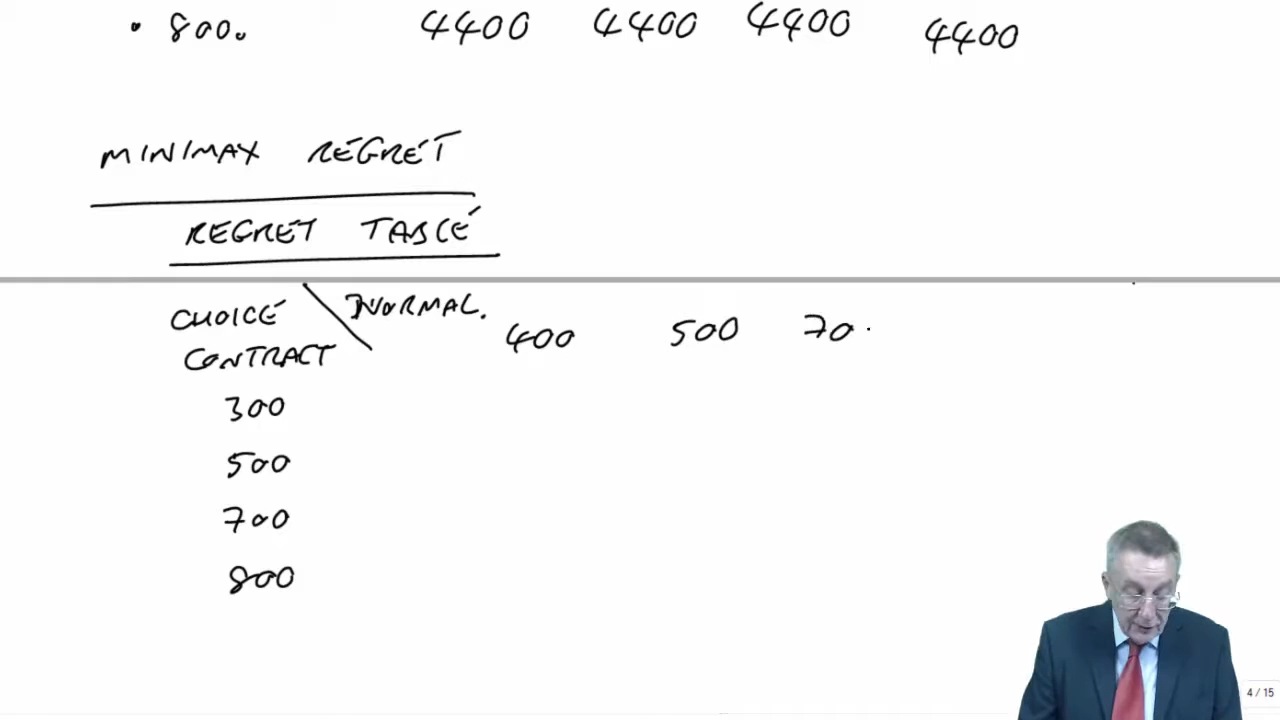 • 800. 4400 4400 4400 4400
MINIMAX REGRET
REGRET TABLE
CHOICE \ NORMAL.
CONTRACT 400 500 70
300
500
700
800
4 / 15